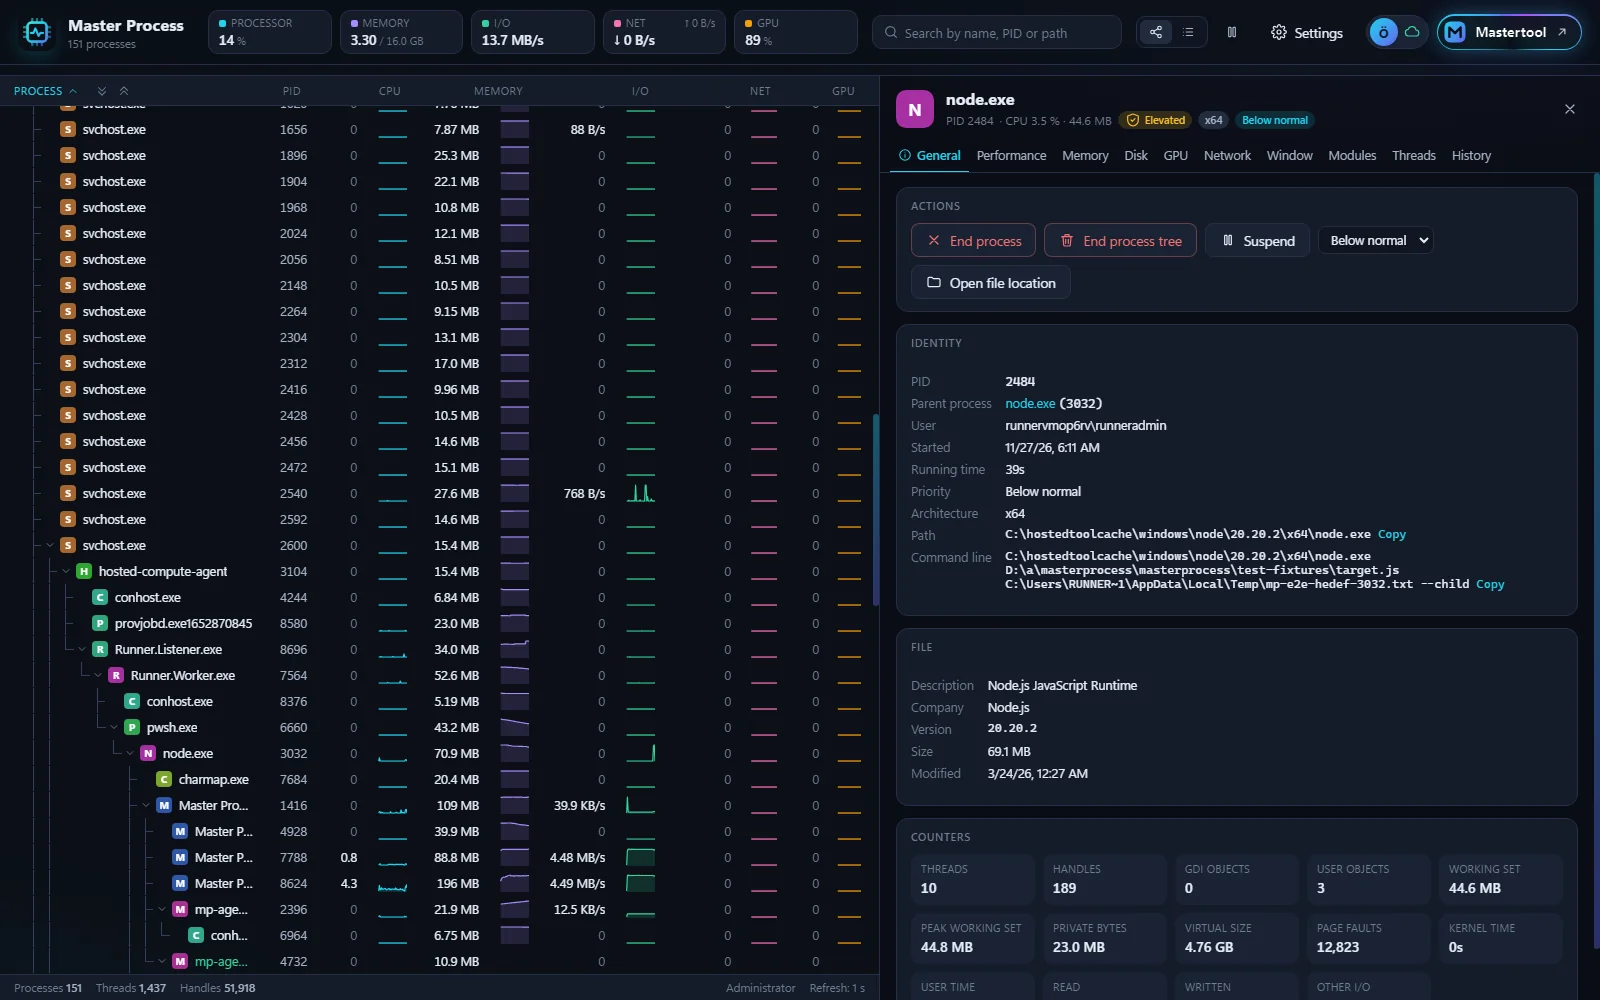 Master Process
151 processes
PROCESSOR
14 %
MEMORY
3.30 / 16.0 GB
I/O
13.7 MB/s
NET ↑ 0 B/s
↓ 0 B/s
GPU
89 %
Search by name, PID or path
Settings
ö
Mastertool ↗
PROCESS PID CPU MEMORY I/O NET GPU
S svchost.exe 1656 0 7.87 MB 88 B/s 0 0
S svchost.exe 1896 0 25.3 MB 0 0 0
S svchost.exe 1904 0 22.1 MB 0 0 0
S svchost.exe 1968 0 10.8 MB 0 0 0
S svchost.exe 2024 0 12.1 MB 0 0 0
S svchost.exe 2056 0 8.51 MB 0 0 0
S svchost.exe 2148 0 10.5 MB 0 0 0
S svchost.exe 2264 0 9.15 MB 0 0 0
S svchost.exe 2304 0 13.1 MB 0 0 0
S svchost.exe 2312 0 17.0 MB 0 0 0
S svchost.exe 2416 0 9.96 MB 0 0 0
S svchost.exe 2428 0 10.5 MB 0 0 0
S svchost.exe 2456 0 14.6 MB 0 0 0
S svchost.exe 2472 0 15.1 MB 0 0 0
S svchost.exe 2540 0 27.6 MB 768 B/s 0 0
S svchost.exe 2592 0 14.6 MB 0 0 0
S svchost.exe 2600 0 15.4 MB 0 0 0
H hosted-compute-agent 3104 0 15.4 MB 0 0 0
C conhost.exe 4244 0 6.84 MB 0 0 0
P provjobd.exe1652870845 8580 0 23.0 MB 0 0 0
R Runner.Listener.exe 8696 0 34.0 MB 0 0 0
R Runner.Worker.exe 7564 0 52.6 MB 0 0 0
C conhost.exe 8376 0 5.19 MB 0 0 0
P pwsh.exe 6660 0 43.2 MB 0 0 0
N node.exe 3032 0 70.9 MB 0 0 0
C charmap.exe 7684 0 20.4 MB 0 0 0
M Master Pro... 1416 0 109 MB 39.9 KB/s 0 0
M Master P... 4928 0 39.9 MB 0 0 0
M Master P... 7788 0.8 88.8 MB 4.48 MB/s 0 0
M Master P... 8624 4.3 196 MB 4.49 MB/s 0 0
M mp-age... 2396 0 21.9 MB 12.5 KB/s 0 0
C conh... 6964 0 6.75 MB 0 0 0
M mp-age... 4732 0 10.9 MB 0 0 0
Processes 151 Threads 1,437 Handles 51,918 Administrator Refresh: 1 s
N
node.exe
PID 2484 · CPU 3.5 % · 44.6 MB Elevated x64 Below normal
General Performance Memory Disk GPU Network Window Modules Threads History
ACTIONS
End process End process tree Suspend Below normal
Open file location
IDENTITY
PID 2484
Parent process node.exe (3032)
User runnervmop6rv\runneradmin
Started 11/27/26, 6:11 AM
Running time 39s
Priority Below normal
Architecture x64
Path C:\hostedtoolcache\windows\node\20.20.2\x64\node.exe Copy
Command line C:\hostedtoolcache\windows\node\20.20.2\x64\node.exe
D:\a\masterprocess\masterprocess\test-fixtures\target.js
C:\Users\RUNNER~1\AppData\Local\Temp\mp-e2e-hedef-3032.txt --child Copy
FILE
Description Node.js JavaScript Runtime
Company Node.js
Version 20.20.2
Size 69.1 MB
Modified 3/24/26, 12:27 AM
COUNTERS
THREADS HANDLES GDI OBJECTS USER OBJECTS WORKING SET
10 189 0 3 44.6 MB
PEAK WORKING SET PRIVATE BYTES VIRTUAL SIZE PAGE FAULTS KERNEL TIME
44.8 MB 23.0 MB 4.76 GB 12,823 0s
USER TIME READ WRITTEN OTHER I/O